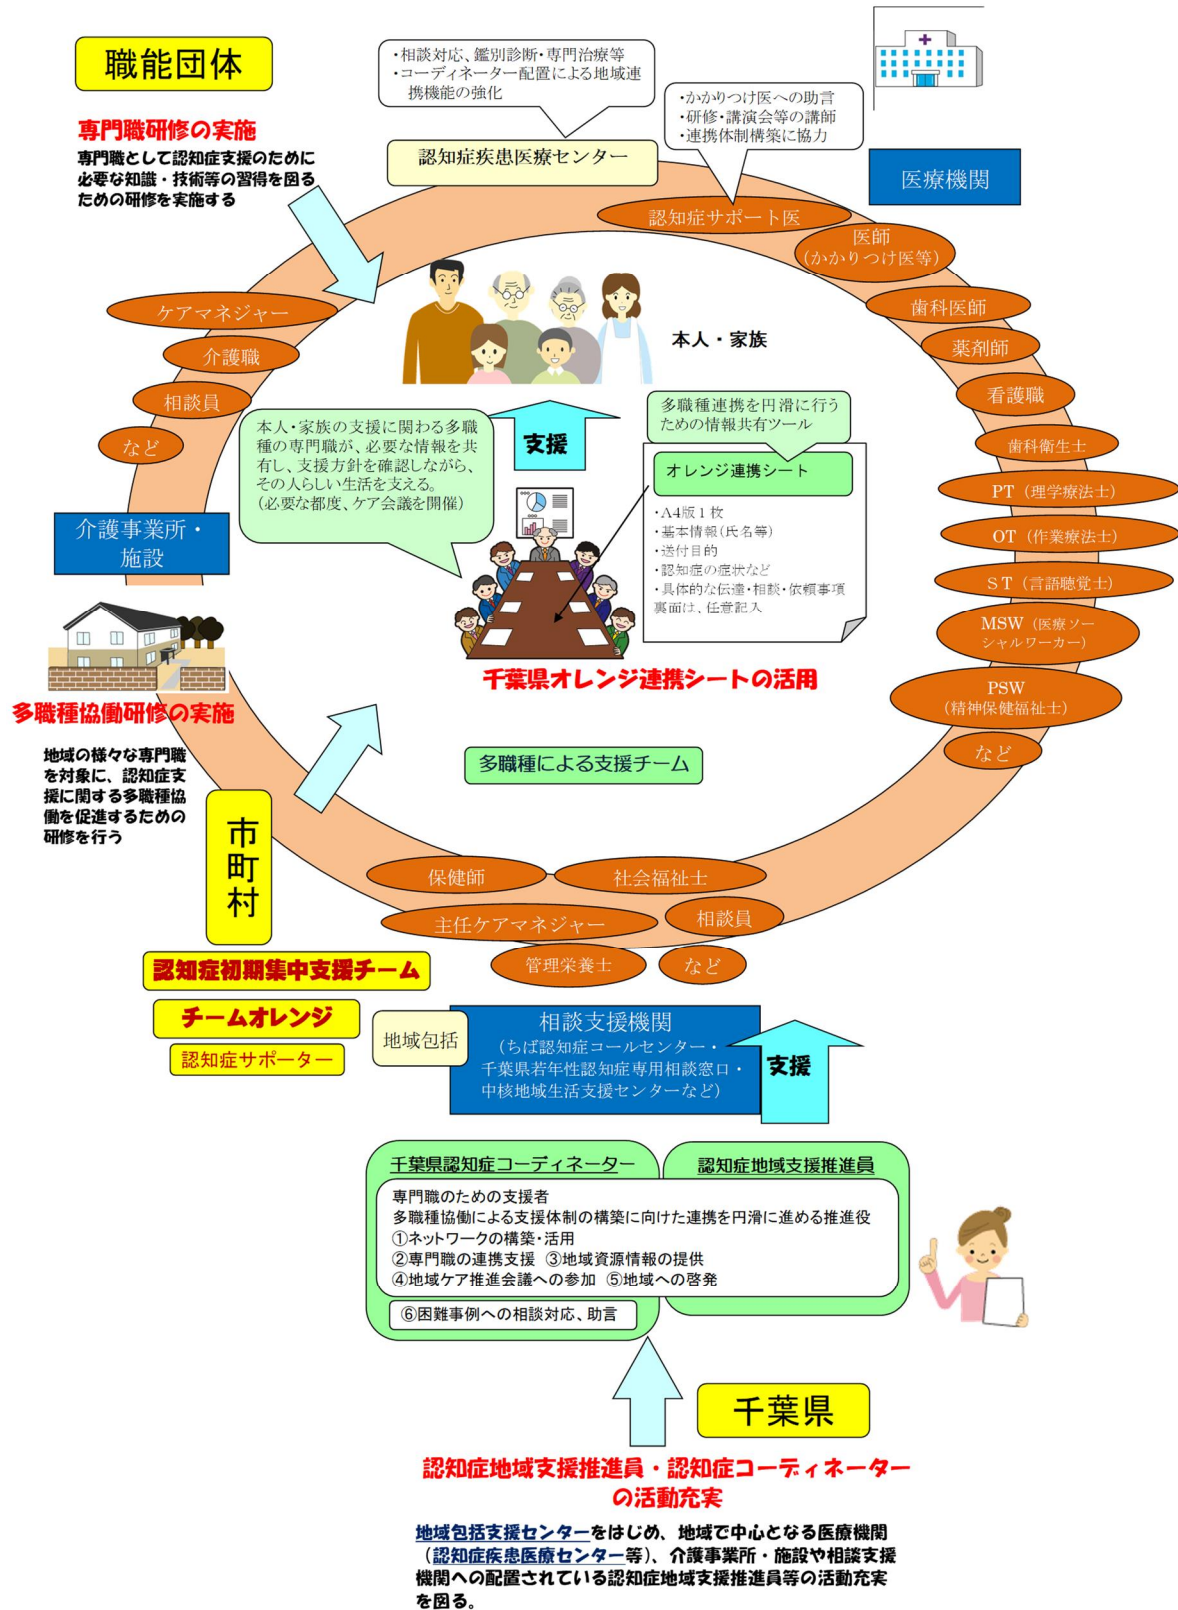 職能団体
専門職研修の実施
専門職として認知症支援のために
必要な知識・技術等の習得を図る
ための研修を実施する
・相談対応、鑑別診断・専門治療等
・コーディネーター配置による地域連
携機能の強化
認知症疾患医療センター
・かかりつけ医への助言
・研修・講演会等の講師
・連携体制構築に協力
医療機関
認知症サポート医
医師
（かかりつけ医等）
歯科医師
薬剤師
看護職
歯科衛生士
PT（理学療法士）
OT（作業療法士）
ST（言語聴覚士）
MSW（医療ソー
シャルワーカー）
PSW
（精神保健福祉士）
など
ケアマネジャー
介護職
相談員
など
介護事業所・
施設
本人・家族
支援
本人・家族の支援に関わる多職
種の専門職が、必要な情報を共
有し、支援方針を確認しながら、
その人らしい生活を支える。
（必要な都度、ケア会議を開催）
多職種連携を円滑に行う
ための情報共有ツール
オレンジ連携シート
・A4版1枚
・基本情報（氏名等）
・送付目的
・認知症の症状など
・具体的な伝達・相談・依頼事項
裏面は、任意記入
千葉県オレンジ連携シートの活用
多職種協働研修の実施
地域の様々な専門職
を対象に、認知症支
援に関する多職種協
働を促進するための
研修を行う
多職種による支援チーム
市町村
認知症初期集中支援チーム
チームオレンジ
認知症サポーター
保健師
社会福祉士
主任ケアマネジャー
相談員
管理栄養士
など
地域包括
相談支援機関
（ちば認知症コールセンター・
千葉県若年性認知症専用相談窓口・
中核地域生活支援センターなど）
支援
千葉県認知症コーディネーター
認知症地域支援推進員
専門職のための支援者
多職種協働による支援体制の構築に向けた連携を円滑に進める推進役
①ネットワークの構築・活用
②専門職の連携支援 ③地域資源情報の提供
④地域ケア推進会議への参加 ⑤地域への啓発
⑥困難事例への相談対応、助言
千葉県
認知症地域支援推進員・認知症コーディネーター
の活動充実
地域包括支援センターをはじめ、地域で中心となる医療機関
（認知症疾患医療センター等）、介護事業所・施設や相談支援
機関への配置されている認知症地域支援推進員等の活動充実
を図る。